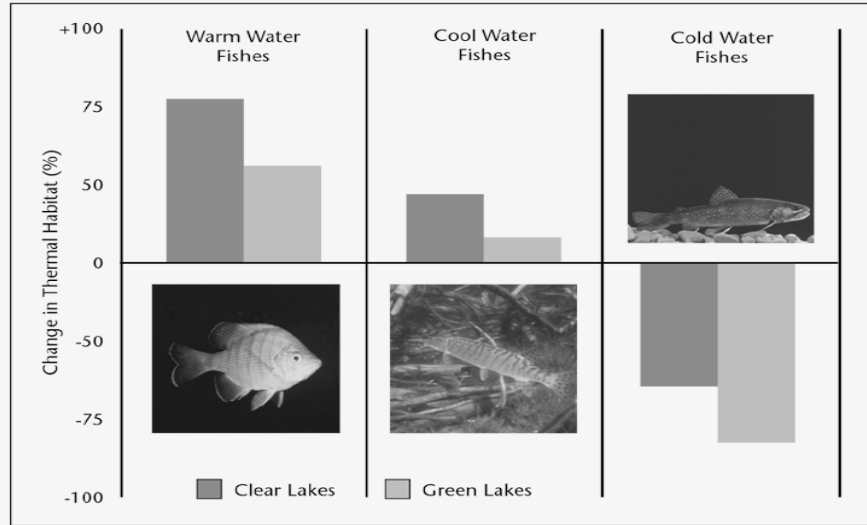 +100
Warm Water
Fishes
Cool Water
Fishes
Cold Water
Fishes
75
50
0
-50
-75
-100
Change in Thermal Habitat (%)
Clear Lakes
Green Lakes